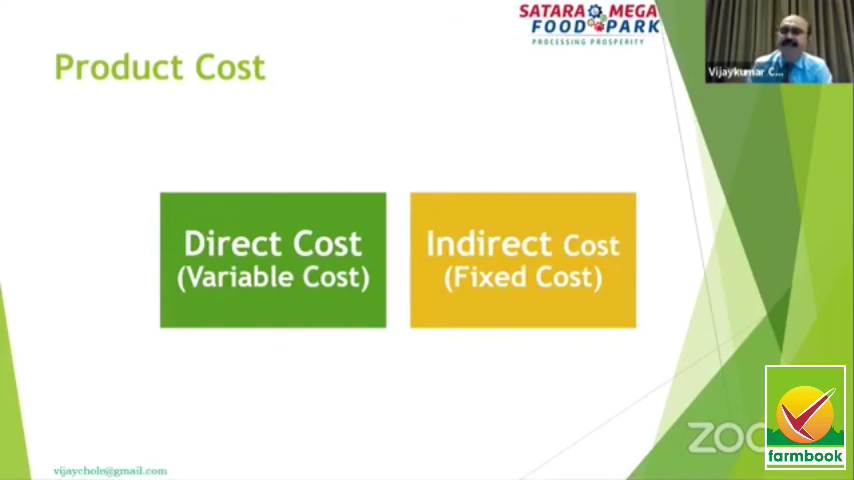 SATARA MEGA
FOOD PARK
PROCESSING PROSPERITY
Vijaykumar C...
Product Cost
Direct Cost
(Variable Cost)
Indirect Cost
(Fixed Cost)
farmbook
vijaychole@gmail.com